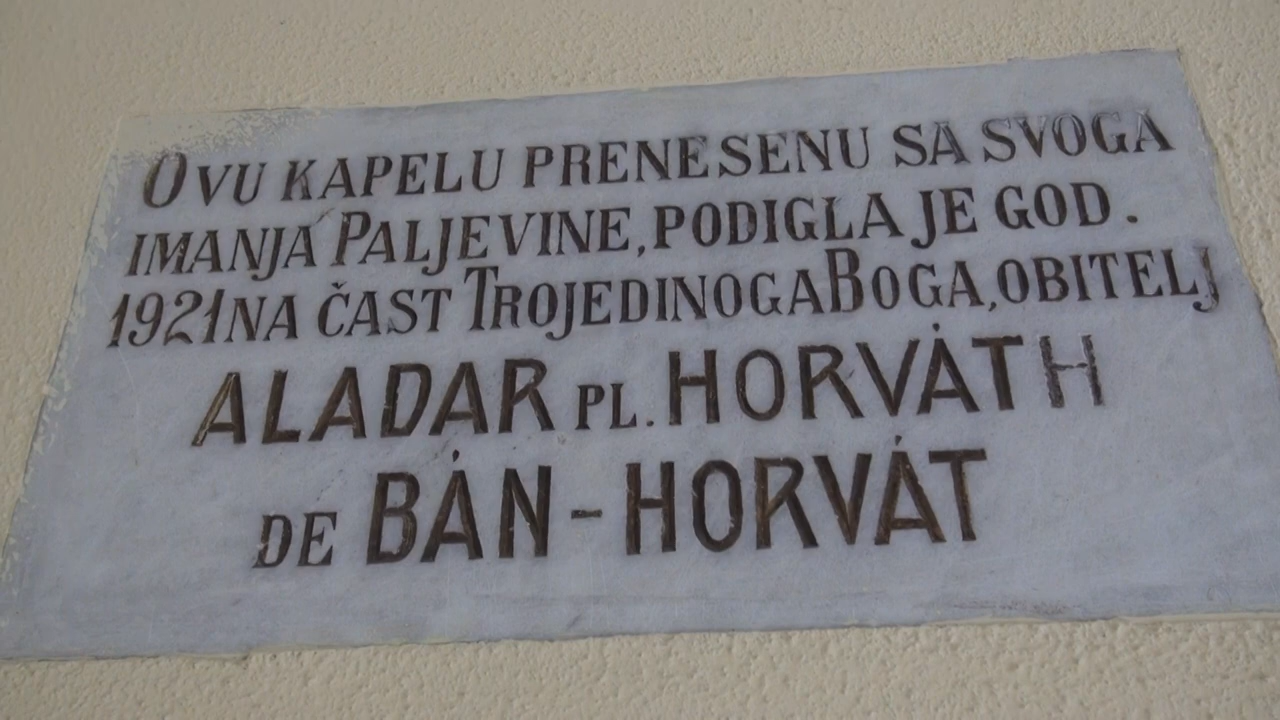 OVU KAPELU PRENESENU SA SVOGA
IMANJA PALJEVINE, PODIGLA JE GOD.
1921 NA ČAST TROJEDINOGA BOGA, OBITELJ
ALADAR PL. HORVÁTH
DE BÁN-HORVÁT